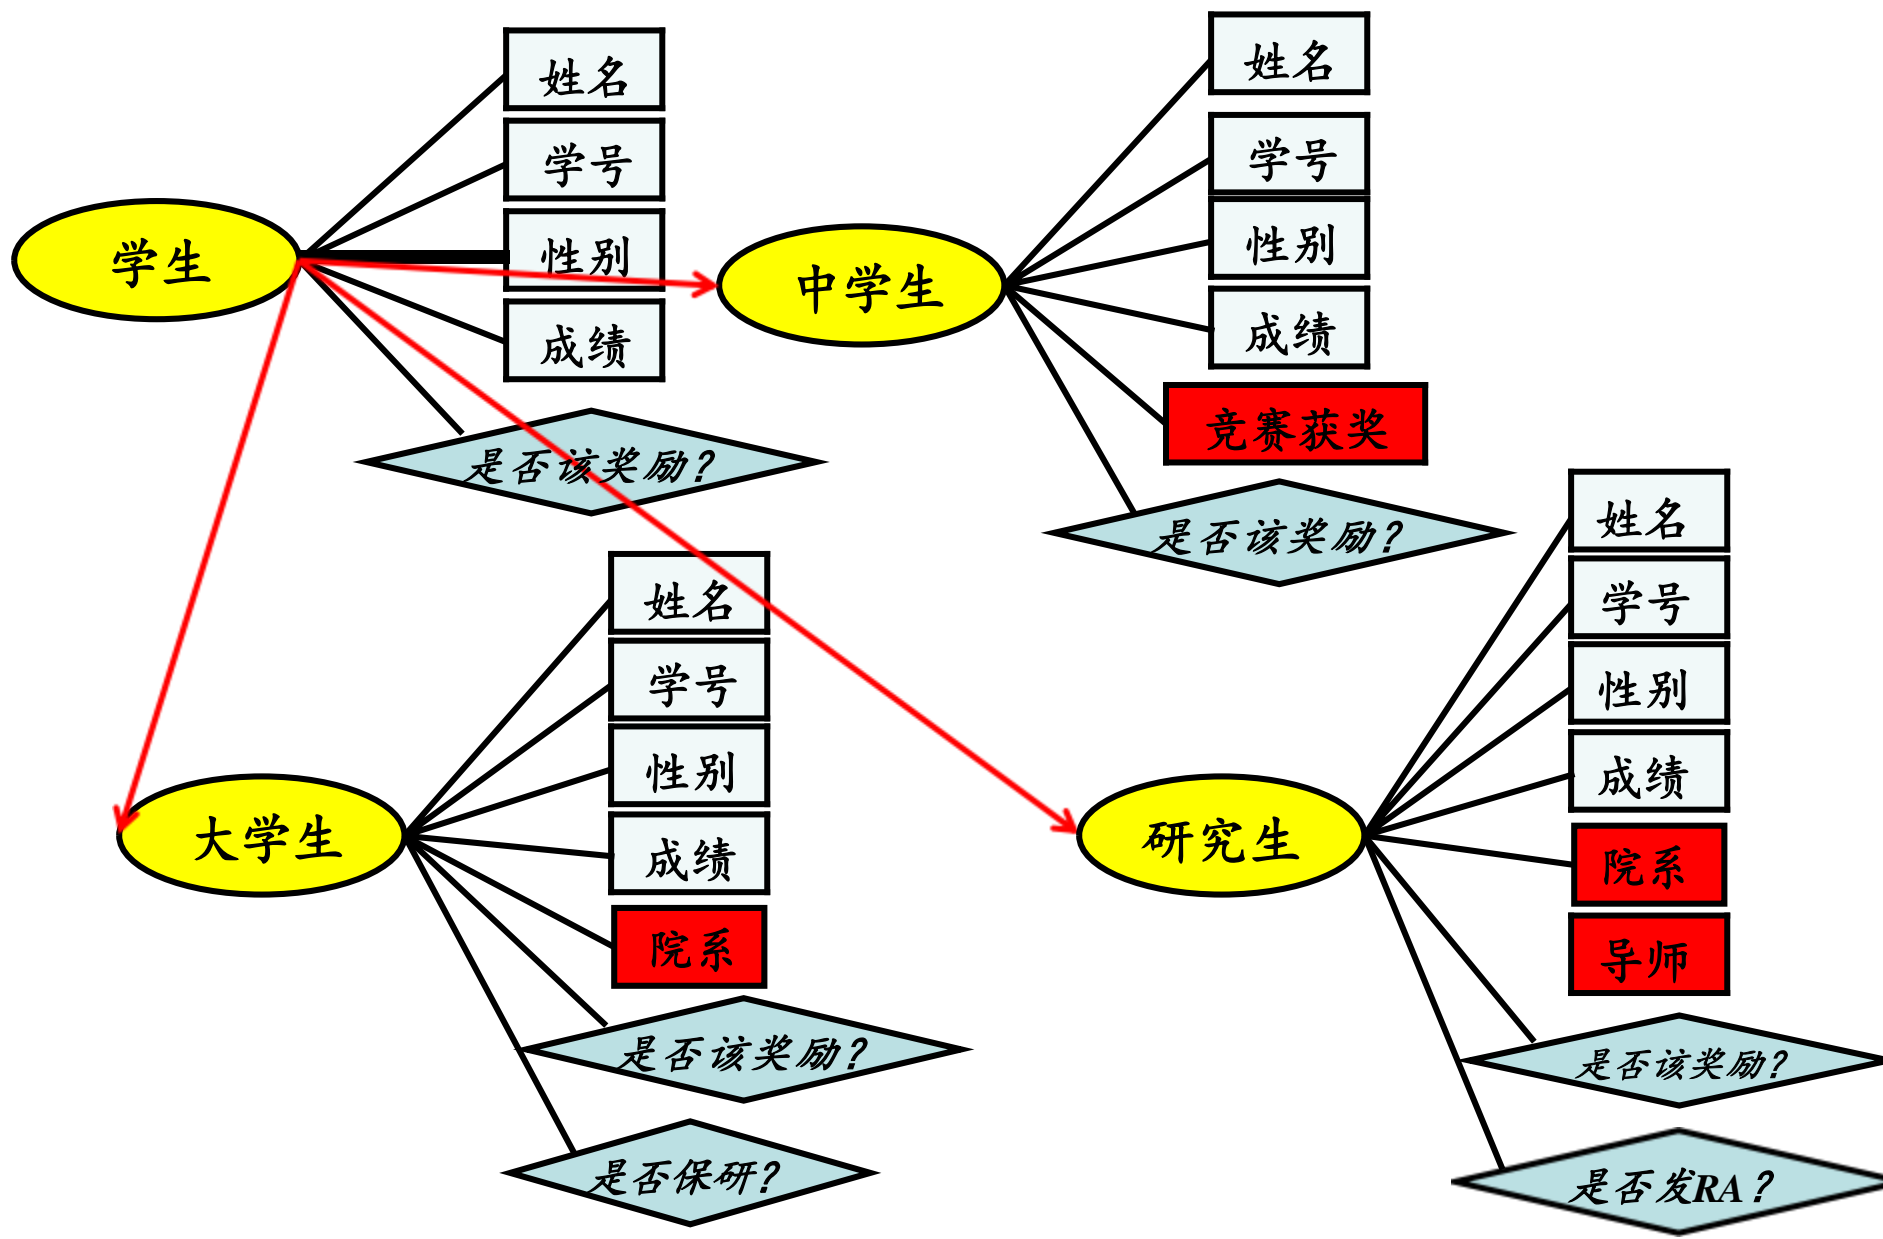 学生
姓名
学号
性别
成绩
是否该奖励？
中学生
姓名
学号
性别
成绩
竞赛获奖
是否该奖励？
大学生
姓名
学号
性别
成绩
院系
是否该奖励？
是否保研？
研究生
姓名
学号
性别
成绩
院系
导师
是否该奖励？
是否发RA？